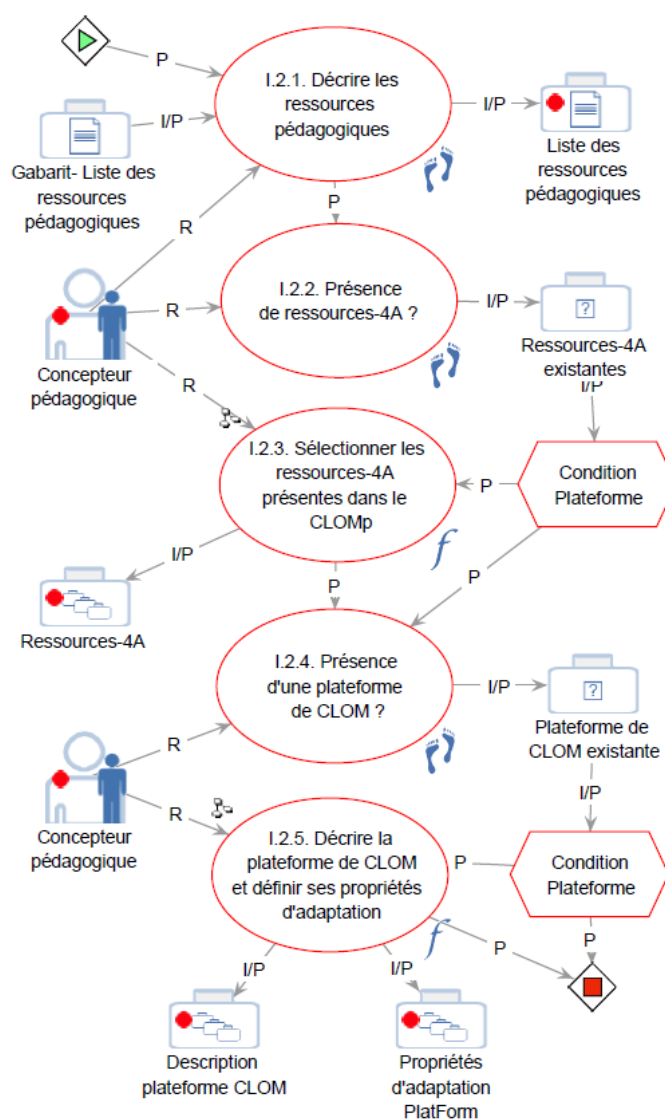 P
I.2.1. Décrire les
ressources
pédagogiques
I/P
I/P
Gabarit- Liste des
ressources
pédagogiques
Liste des
ressources
pédagogiques
R
P
I.2.2. Présence
de ressources-4A ?
I/P
?
R
Ressources-4A
existantes
Concepteur
pédagogique
R
I/P
I.2.3. Sélectionner les
ressources-4A
présentes dans le
CLOMp
P
Condition
Plateforme
f
I/P
P
P
Ressources-4A
I.2.4. Présence
d'une plateforme
de CLOM ?
I/P
?
R
Plateforme de
CLOM existante
Concepteur
pédagogique
R
I/P
I.2.5. Décrire la
plateforme de CLOM
et définir ses propriétés
d'adaptation
P
Condition
Plateforme
f
P
P
I/P
I/P
Description
plateforme CLOM
Propriétés
d'adaptation
PlatForm